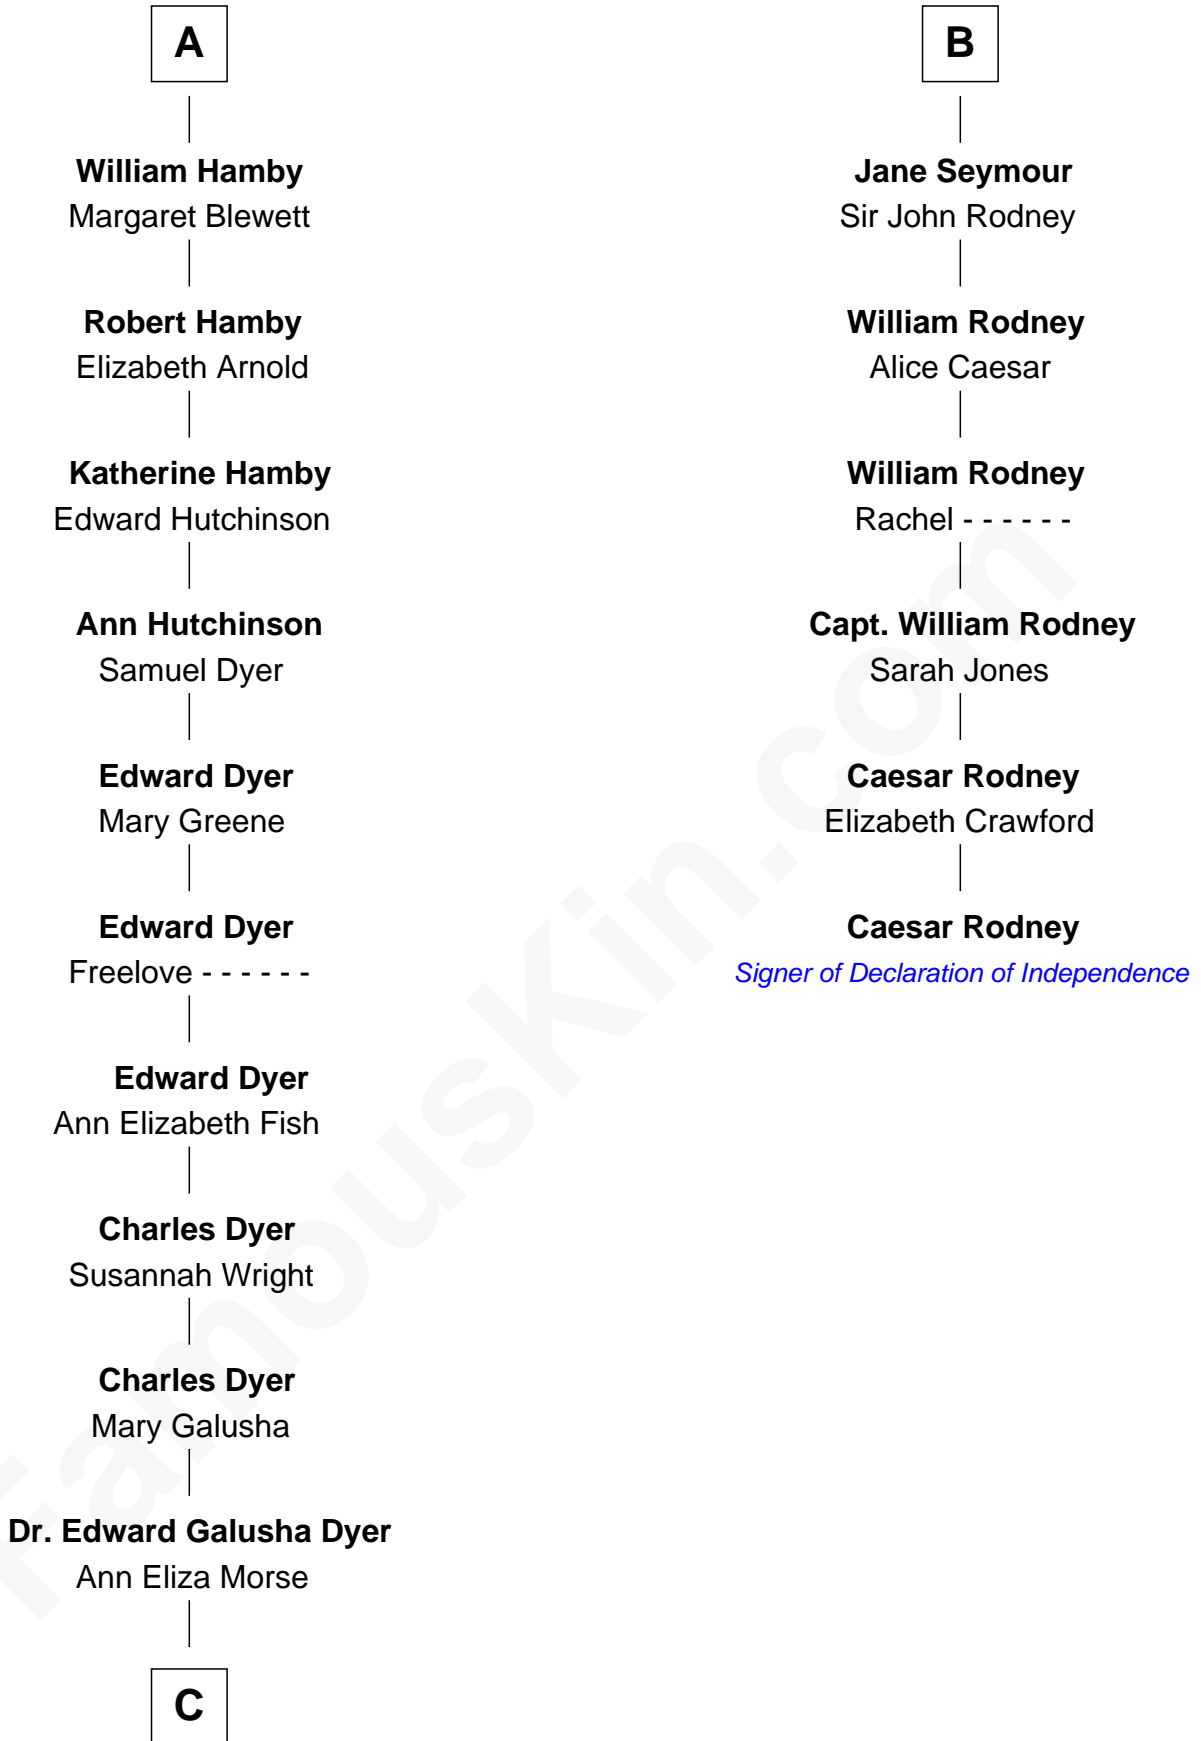 A
William Hamby
Margaret Blewett
Robert Hamby
Elizabeth Arnold
Katherine Hamby
Edward Hutchinson
Ann Hutchinson
Samuel Dyer
Edward Dyer
Mary Greene
Edward Dyer
Freelove - - - - - -
Edward Dyer
Ann Elizabeth Fish
Charles Dyer
Susannah Wright
Charles Dyer
Mary Galusha
Dr. Edward Galusha Dyer
Ann Eliza Morse
C
B
Jane Seymour
Sir John Rodney
William Rodney
Alice Caesar
William Rodney
Rachel - - - - - -
Capt. William Rodney
Sarah Jones
Caesar Rodney
Elizabeth Crawford
Caesar Rodney
Signer of Declaration of Independence
FamousKin.com